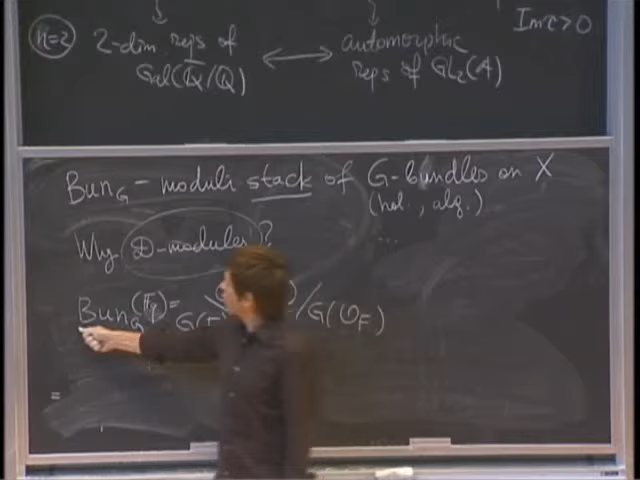 n=2 2-dim reps of Gal(Q̄/Q) ⟷ automorphic reps of GL₂(A)
Im τ>0
Bun_G – moduli stack of G-bundles on X
(hol., alg.)
Why D-modules? ...
Bun_G(F_q) = G(F \ /G(O_F)
=